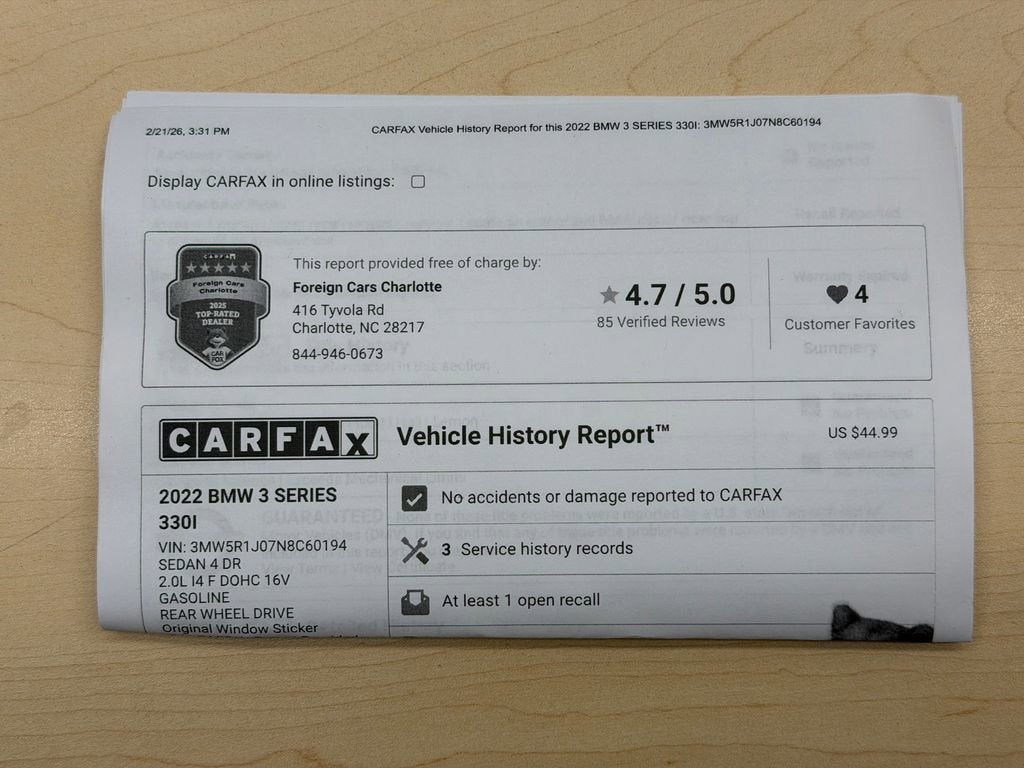 2/21/26, 3:31 PM
CARFAX Vehicle History Report for this 2022 BMW 3 SERIES 330I: 3MW5R1J07N8C60194
Display CARFAX in online listings:
CARFAX
Foreign Cars
Charlotte
2025
TOP-RATED
DEALER
CAR
FOX
This report provided free of charge by:
Foreign Cars Charlotte
416 Tyvola Rd
Charlotte, NC 28217
844-946-0673
4.7 / 5.0
85 Verified Reviews
4
Customer Favorites
CARFAX Vehicle History Report™
US $44.99
2022 BMW 3 SERIES
330I
VIN: 3MW5R1J07N8C60194
SEDAN 4 DR
2.0L I4 F DOHC 16V
GASOLINE
REAR WHEEL DRIVE
Original Window Sticker
No accidents or damage reported to CARFAX
3 Service history records
At least 1 open recall